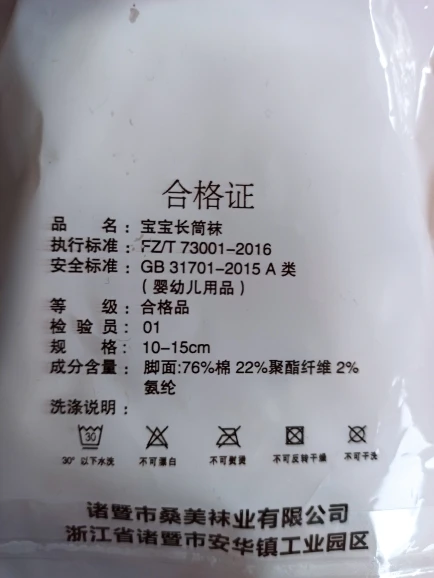 合格证
品 名：宝宝长筒袜
执行标准：FZ/T 73001-2016
安全标准：GB 31701-2015 A 类
（婴幼儿用品）
等 级：合格品
检 验 员：01
规 格：10-15cm
成分含量：脚面:76%棉 22%聚酯纤维 2%
氨纶
洗涤说明：
30
30° 以下水洗 不可漂白 不可熨烫 不可反转干燥 不可干洗
诸暨市桑美袜业有限公司
浙江省诸暨市安华镇工业园区